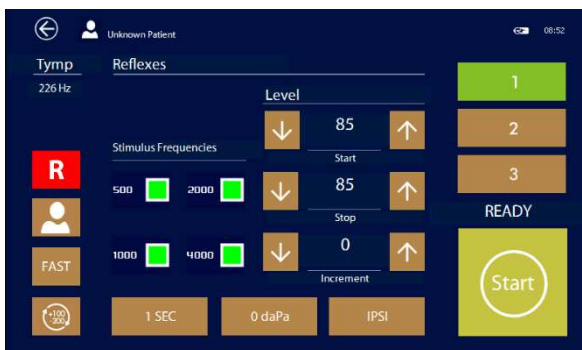 Unknown Patient
08:52
Tymp
226 Hz
Reflexes
Level
85
Start
Stimulus Frequencies
500
2000
85
Stop
1000
4000
0
Increment
R
FAST
+100
-200
1 SEC
0 daPa
IPSI
1
2
3
READY
Start